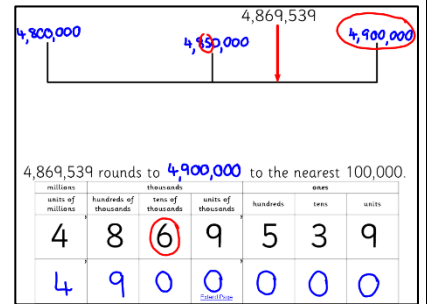 4,869,539
4,800,000
4,850,000
4,900,000
4,869,539 rounds to 4,900,000 to the nearest 100,000.
millions thousands ones
units of millions hundreds of thousands tens of thousands units of thousands hundreds tens units
4 8 6 9 5 3 9
4 9 0 0 0 0 0
Extend Page